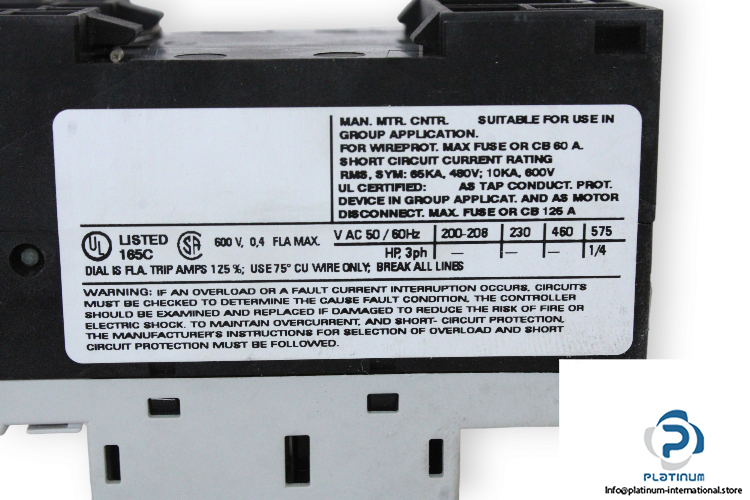 MAN. MTR. CNTR. SUITABLE FOR USE IN
GROUP APPLICATION.
FOR WIREPROT. MAX FUSE OR CB 60 A.
SHORT CIRCUIT CURRENT RATING
RMS, SYM: 65KA, 480V; 10KA, 600V
UL CERTIFIED: AS TAP CONDUCT. PROT.
DEVICE IN GROUP APPLICAT. AND AS MOTOR
DISCONNECT. MAX. FUSE OR CB 125 A
UL LISTED 165C SA 600 V, 0,4 FLA MAX.
V AC 50 / 60Hz 200-208 230 460 575
HP, 3ph — — — 1/4
DIAL IS FLA. TRIP AMPS 125 %; USE 75° CU WIRE ONLY; BREAK ALL LINES
WARNING: IF AN OVERLOAD OR A FAULT CURRENT INTERRUPTION OCCURS, CIRCUITS
MUST BE CHECKED TO DETERMINE THE CAUSE FAULT CONDITION, THE CONTROLLER
SHOULD BE EXAMINED AND REPLACED IF DAMAGED TO REDUCE THE RISK OF FIRE OR
ELECTRIC SHOCK. TO MAINTAIN OVERCURRENT, AND SHORT- CIRCUIT PROTECTION,
THE MANUFACTURER'S INSTRUCTIONS FOR SELECTION OF OVERLOAD AND SHORT
CIRCUIT PROTECTION MUST BE FOLLOWED.
PLATINUM
Info@platinum-international.store